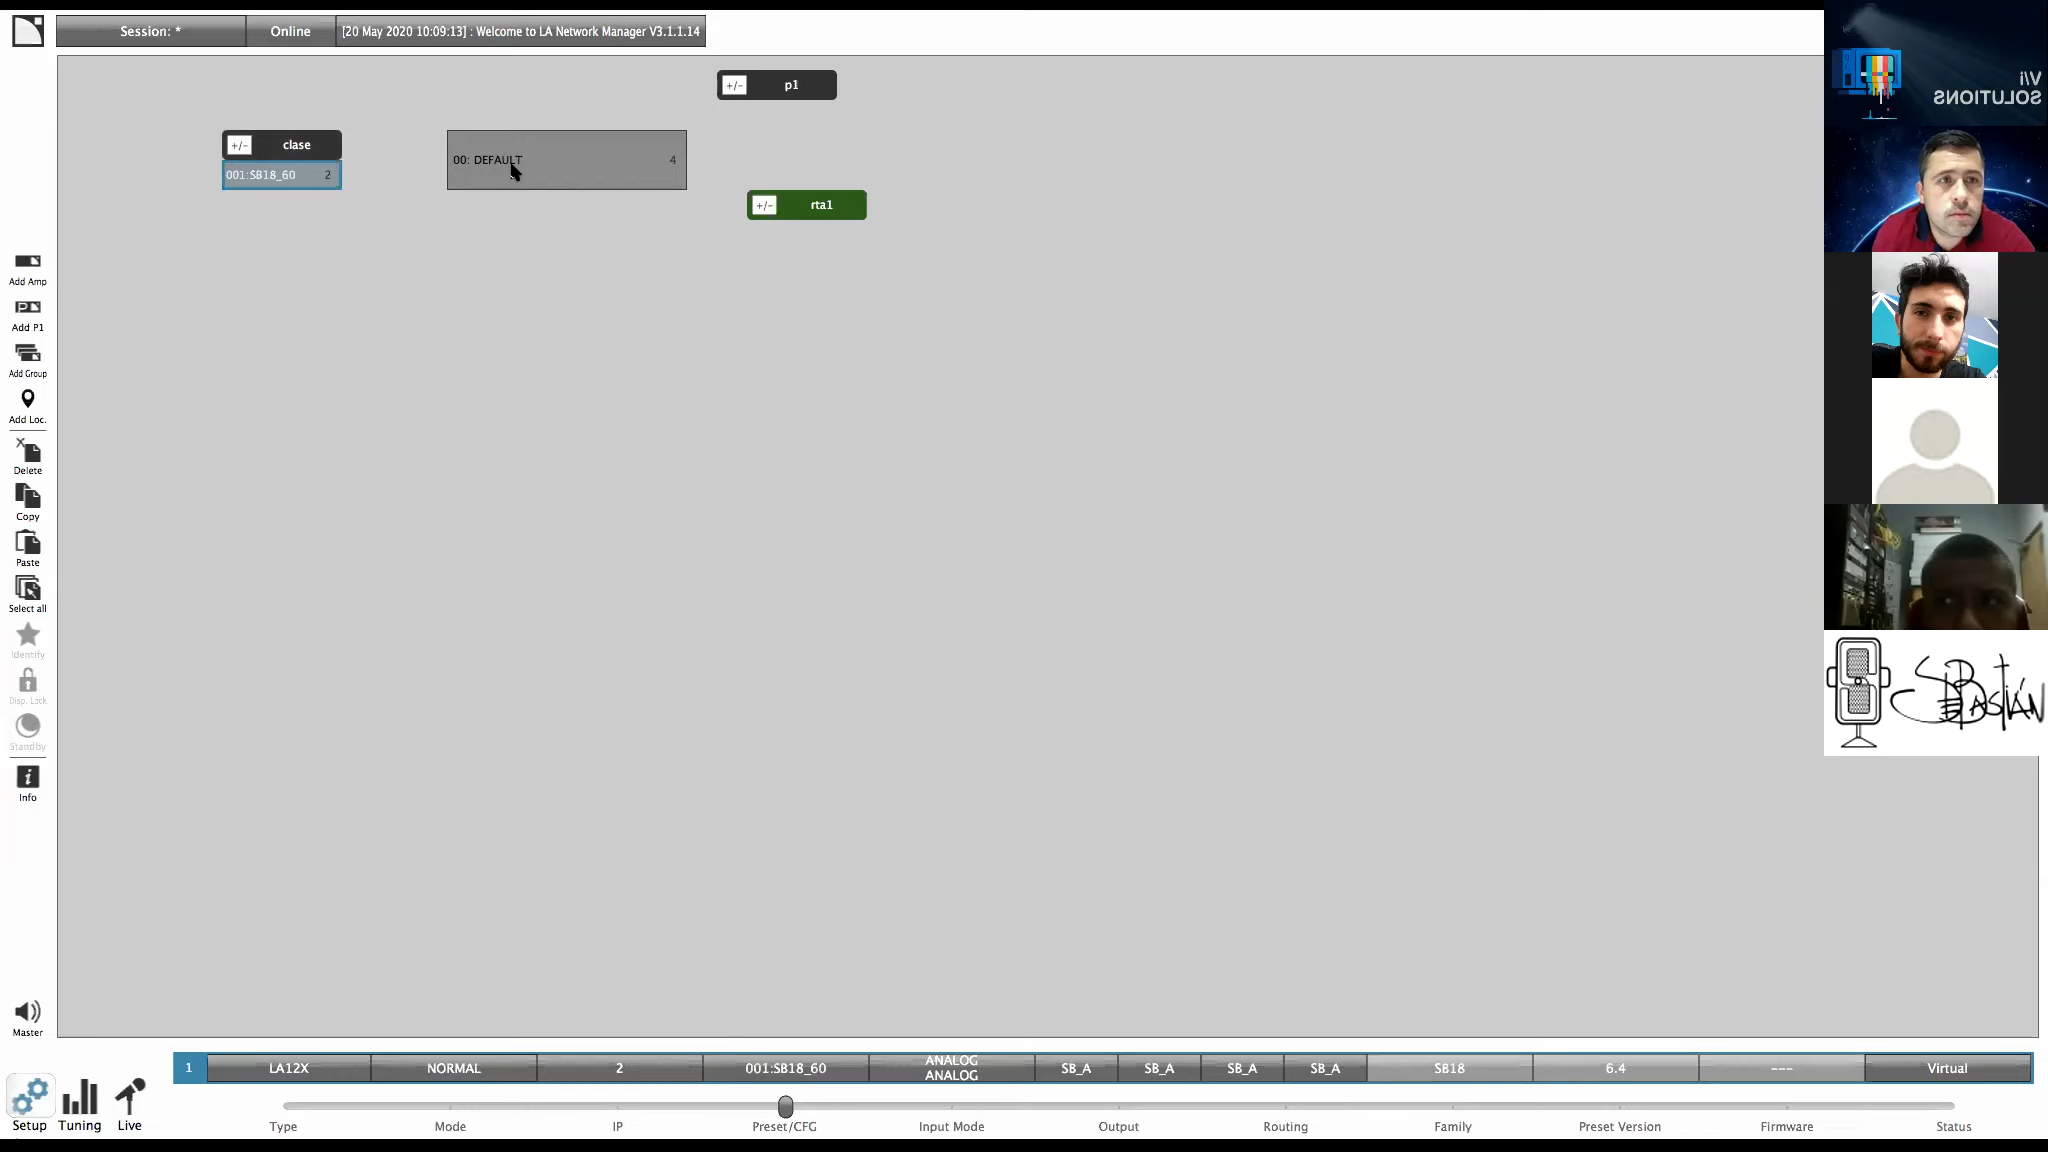 Session: *
Online
[20 May 2020 10:09:13] : Welcome to LA Network Manager V3.1.1.14
+/- p1
+/- clase
001:SB18_60 2
00: DEFAULT 4
+/- rta1
Add Amp
P
Add P1
Add Group
Add Loc.
Delete
Copy
Paste
Select all
Identify
Disp. Lock
Standby
Info
Master
Setup
Tuning
Live
1 LA12X NORMAL 2 001:SB18_60 ANALOG ANALOG SB_A SB_A SB_A SB_A SB18 6.4 --- Virtual
Type Mode IP Preset/CFG Input Mode Output Routing Family Preset Version Firmware Status
V/i
SOLUTIONS
SEBASTIÁN